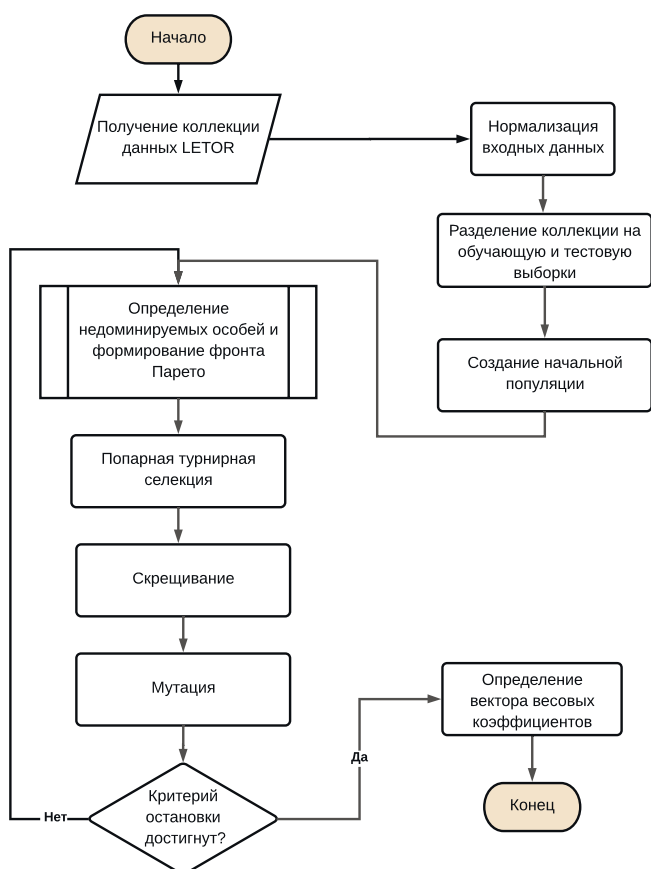 Начало
Получение коллекции
данных LETOR
Нормализация
входных данных
Разделение коллекции на
обучающую и тестовую
выборки
Создание начальной
популяции
Определение
недоминируемых особей и
формирование фронта
Парето
Попарная турнирная
селекция
Скрещивание
Мутация
Критерий
остановки
достигнут?
Нет
Да
Определение
вектора весовых
коэффициентов
Конец